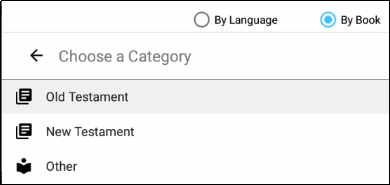 By Language By Book
Choose a Category
Old Testament
New Testament
Other